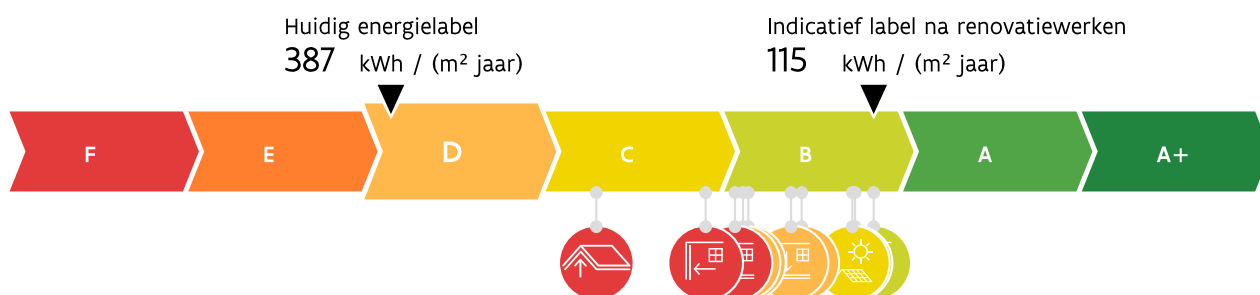 Huidig energielabel
387 kWh / (m² jaar)
Indicatief label na renovatiewerken
115 kWh / (m² jaar)
F E D C B A A+